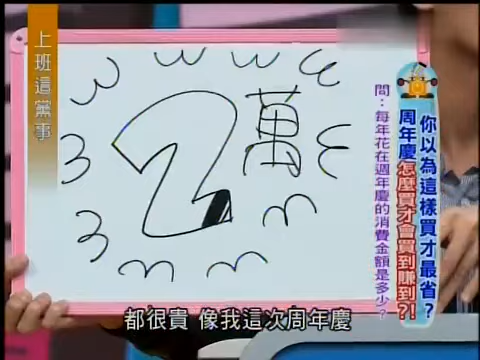 上班這黨事
2萬
你以為這樣買才最省?
周年慶怎麼買才會買到賺到?!
問:每年花在週年慶的消費金額是多少?
都很貴 像我這次周年慶